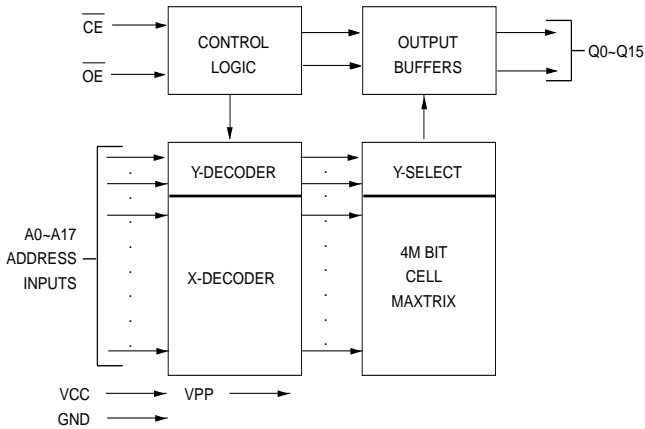 CE
OE
CONTROL
LOGIC
OUTPUT
BUFFERS
Q0~Q15
A0~A17
ADDRESS
INPUTS
Y-DECODER
X-DECODER
Y-SELECT
4M BIT
CELL
MAXTRIX
VCC
VPP
GND